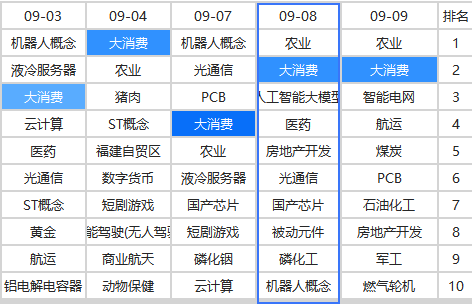 09-03 09-04 09-07 09-08 09-09 排名
机器人概念 大消费 机器人概念 农业 农业 1
液冷服务器 农业 光通信 大消费 大消费 2
大消费 猪肉 PCB 人工智能大模型 智能电网 3
云计算 ST概念 大消费 医药 航运 4
医药 福建自贸区 农业 房地产开发 煤炭 5
光通信 数字货币 液冷服务器 光通信 PCB 6
ST概念 短剧游戏 国产芯片 国产芯片 石油化工 7
黄金 能驾驶(无人驾驶 短剧游戏 被动元件 房地产开发 8
航运 商业航天 磷化铟 磷化工 军工 9
铝电解电容器 动物保健 云计算 机器人概念 燃气轮机 10